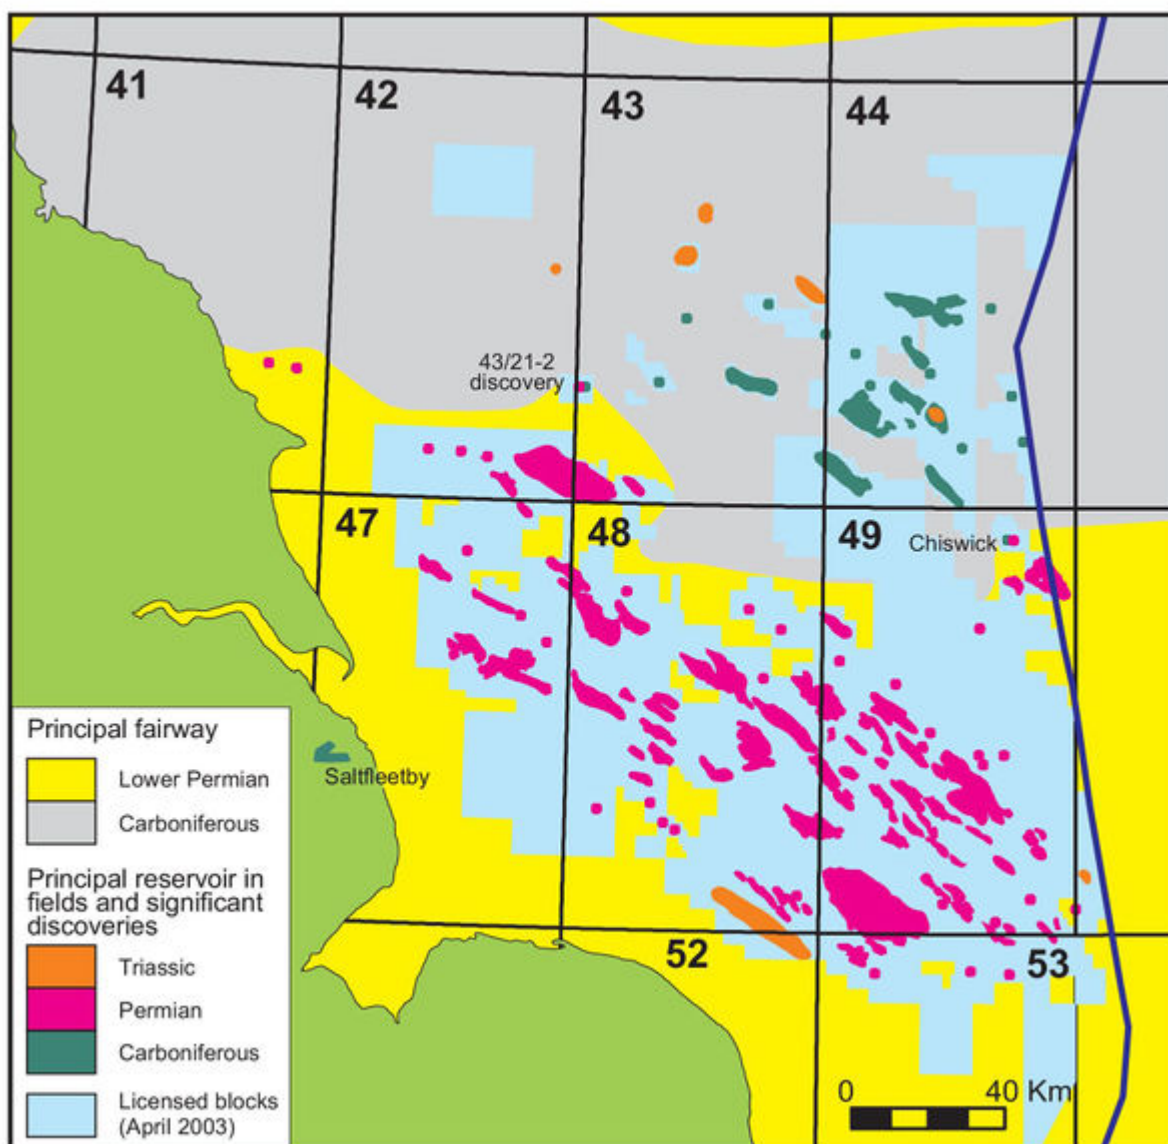 41
42
43
44
43/21-2
discovery
47
48
49
Chiswick
Principal fairway
Lower Permian
Carboniferous
Saltfleetby
Principal reservoir in
fields and significant
discoveries
Triassic
Permian
Carboniferous
Licensed blocks
(April 2003)
52
53
0 40 Km